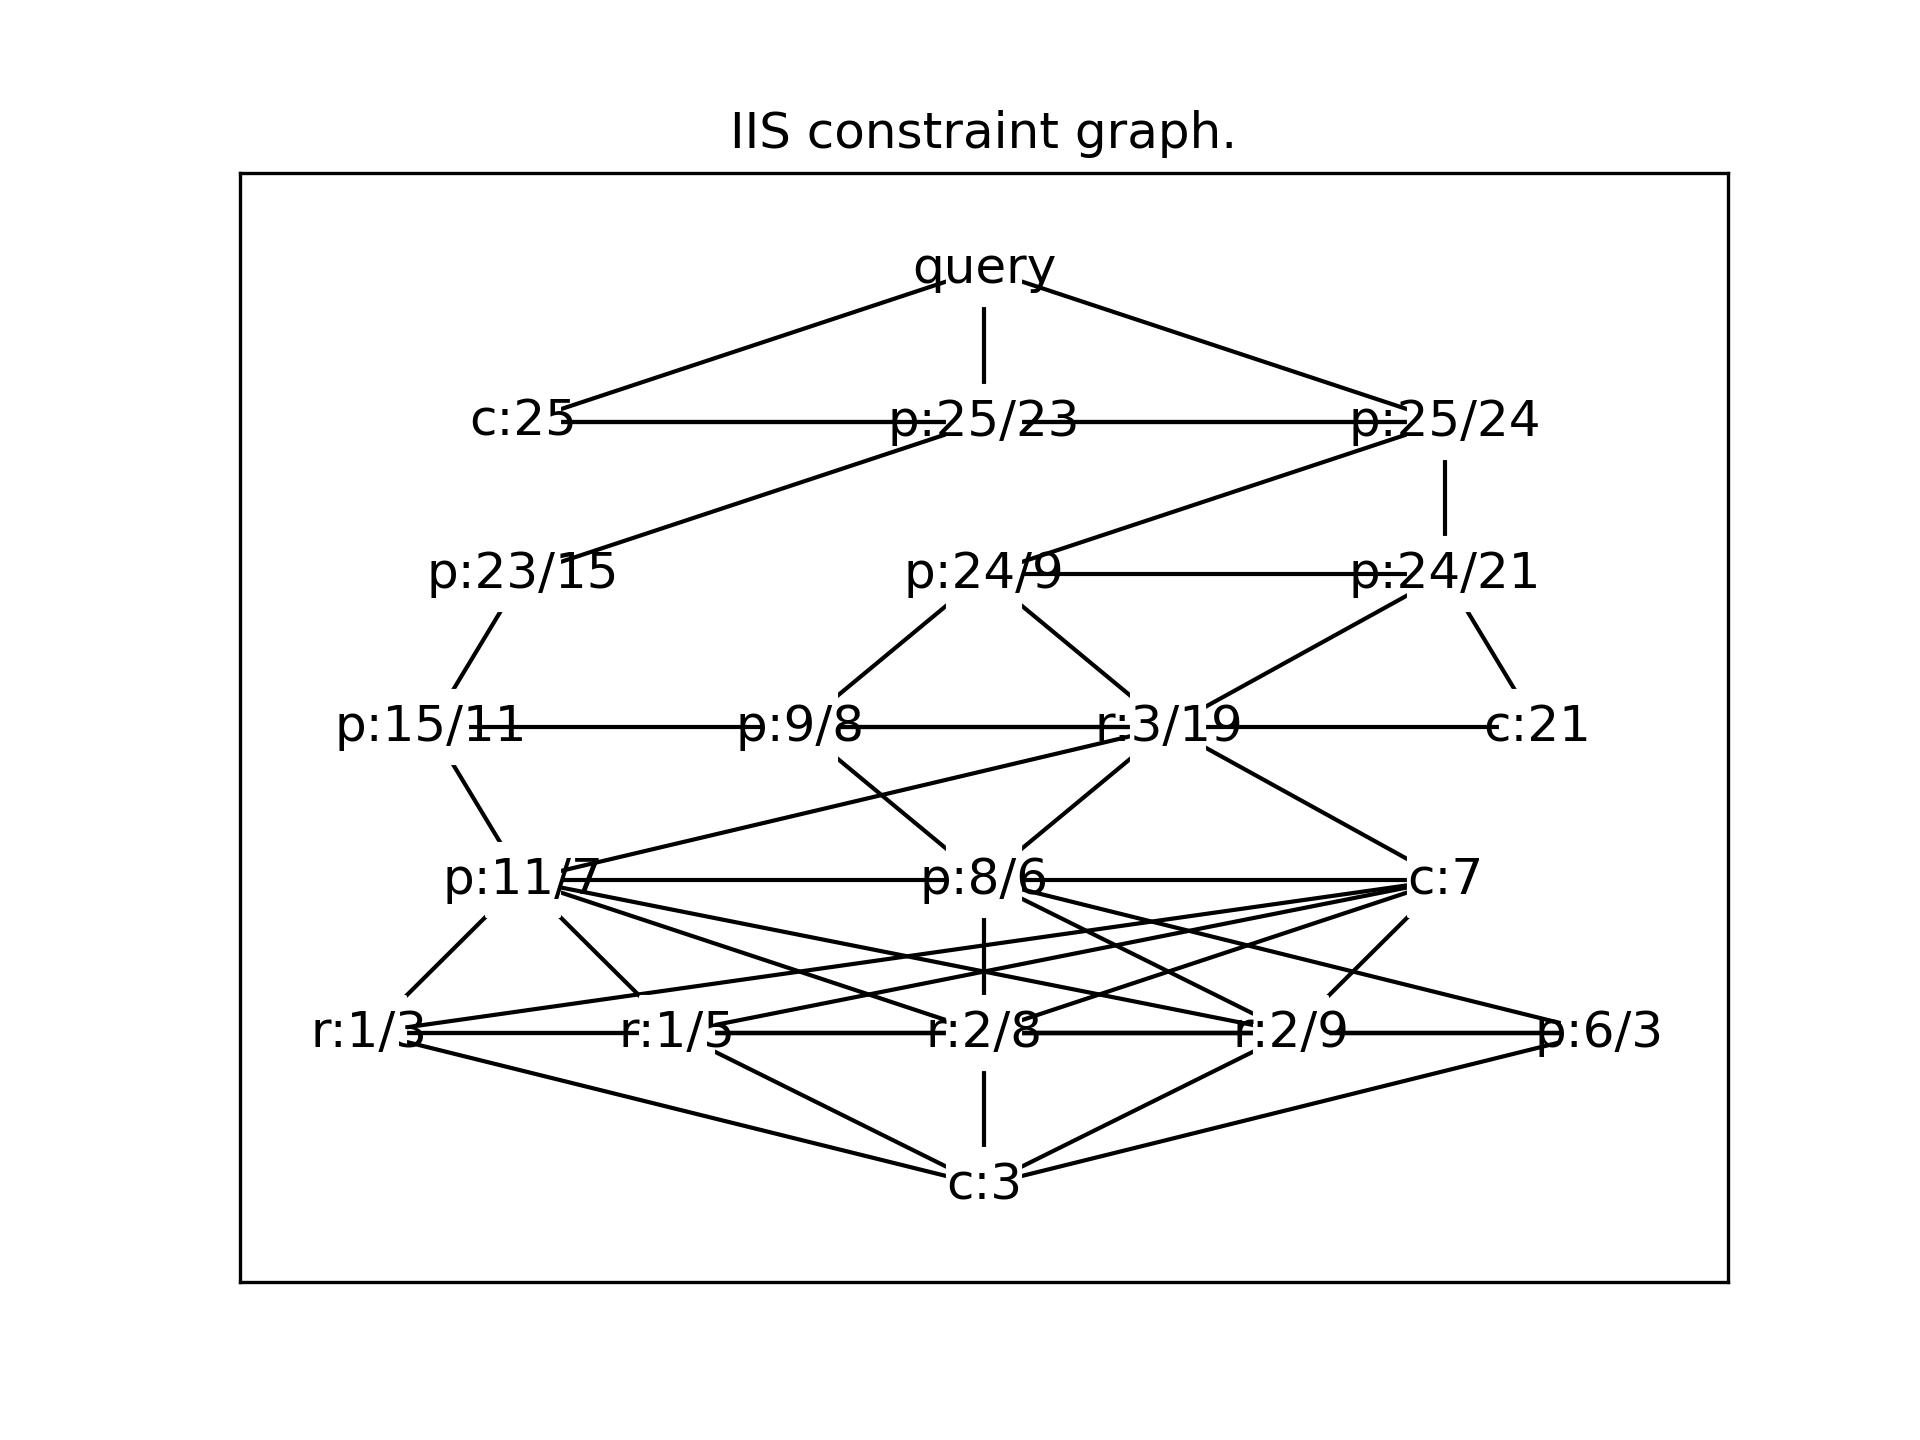 IIS constraint graph.
query
c:25 p:25/23 p:25/24
p:23/15 p:24/9 p:24/21
p:15/11 p:9/8 r:3/19 c:21
p:11/7 p:8/6 c:7
r:1/3 r:1/5 r:2/8 r:2/9 p:6/3
c:3